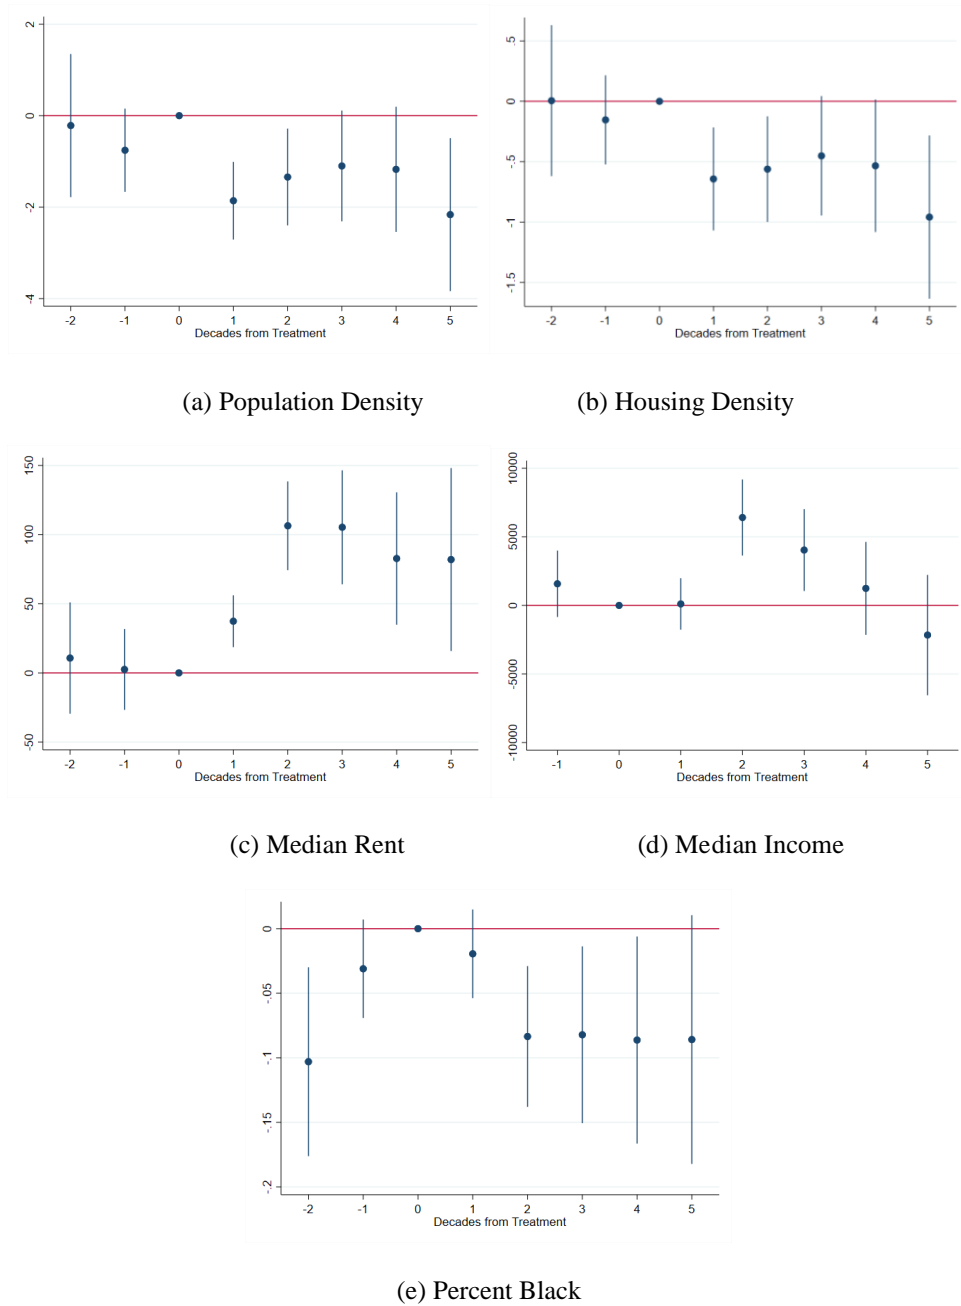 2
0
-2
-4
-2 -1 0 1 2 3 4 5
Decades from Treatment
(a) Population Density
.5
0
-.5
-1
-1.5
-2 -1 0 1 2 3 4 5
Decades from Treatment
(b) Housing Density
150
100
50
0
-50
-2 -1 0 1 2 3 4 5
Decades from Treatment
(c) Median Rent
10000
5000
0
-5000
-10000
-1 0 1 2 3 4 5
Decades from Treatment
(d) Median Income
0
-.05
-.1
-.15
-.2
-2 -1 0 1 2 3 4 5
Decades from Treatment
(e) Percent Black